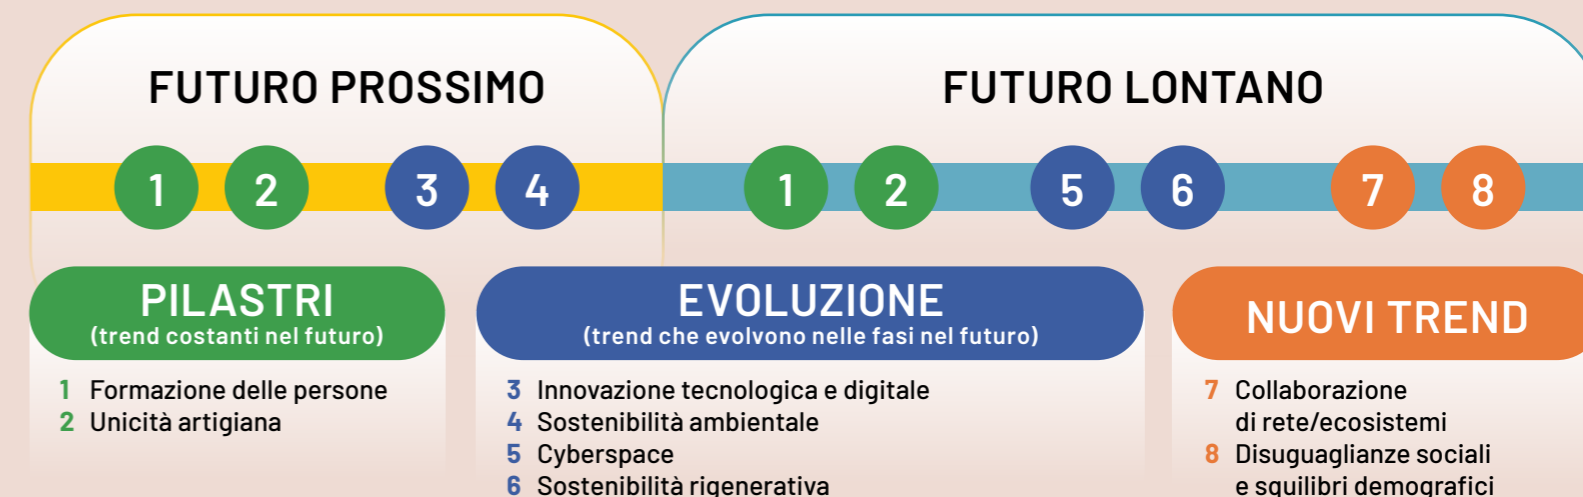 FUTURO PROSSIMO
FUTURO LONTANO
1 2 3 4 1 2 5 6 7 8
PILASTRI
(trend costanti nel futuro)
1 Formazione delle persone
2 Unicità artigiana
EVOLUZIONE
(trend che evolvono nelle fasi nel futuro)
3 Innovazione tecnologica e digitale
4 Sostenibilità ambientale
5 Cyberspace
6 Sostenibilità rigenerativa
NUOVI TREND
7 Collaborazione
di rete/ecosistemi
8 Disuguaglianze sociali
e squilibri demografici